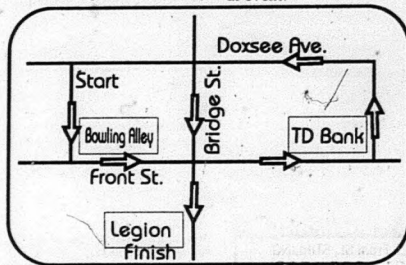 Doxsee Ave.
Start
Bridge St.
Bowling Alley
TD Bank
Front St.
Legion
Finish